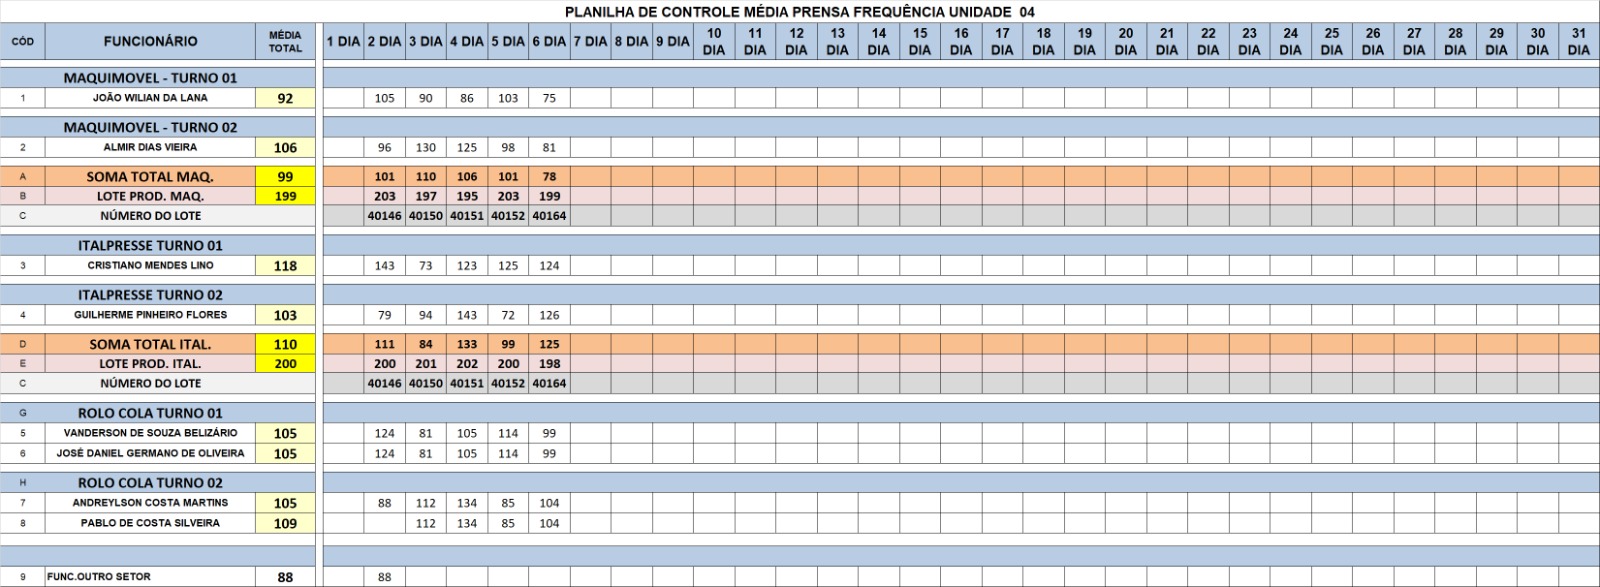 PLANILHA DE CONTROLE MÉDIA PRENSA FREQUÊNCIA UNIDADE 04
CÓD FUNCIONÁRIO MÉDIA TOTAL 1 DIA 2 DIA 3 DIA 4 DIA 5 DIA 6 DIA 7 DIA 8 DIA 9 DIA 10 DIA 11 DIA 12 DIA 13 DIA 14 DIA 15 DIA 16 DIA 17 DIA 18 DIA 19 DIA 20 DIA 21 DIA 22 DIA 23 DIA 24 DIA 25 DIA 26 DIA 27 DIA 28 DIA 29 DIA 30 DIA 31 DIA
MAQUIMOVEL - TURNO 01
1 JOÃO WILIAN DA LANA 92 105 90 86 103 75
MAQUIMOVEL - TURNO 02
2 ALMIR DIAS VIEIRA 106 96 130 125 98 81
A SOMA TOTAL MAQ. 99 101 110 106 101 78
B LOTE PROD. MAQ. 199 203 197 195 203 199
C NÚMERO DO LOTE 40146 40150 40151 40152 40164
ITALPRESSE TURNO 01
3 CRISTIANO MENDES LINO 118 143 73 123 125 124
ITALPRESSE TURNO 02
4 GUILHERME PINHEIRO FLORES 103 79 94 143 72 126
D SOMA TOTAL ITAL. 110 111 84 133 99 125
E LOTE PROD. ITAL. 200 200 201 202 200 198
C NÚMERO DO LOTE 40146 40150 40151 40152 40164
G ROLO COLA TURNO 01
5 VANDERSON DE SOUZA BELIZÁRIO 105 124 81 105 114 99
6 JOSÉ DANIEL GERMANO DE OLIVEIRA 105 124 81 105 114 99
H ROLO COLA TURNO 02
7 ANDREYLSON COSTA MARTINS 105 88 112 134 85 104
8 PABLO DE COSTA SILVEIRA 109 112 134 85 104
9 FUNC.OUTRO SETOR 88 88